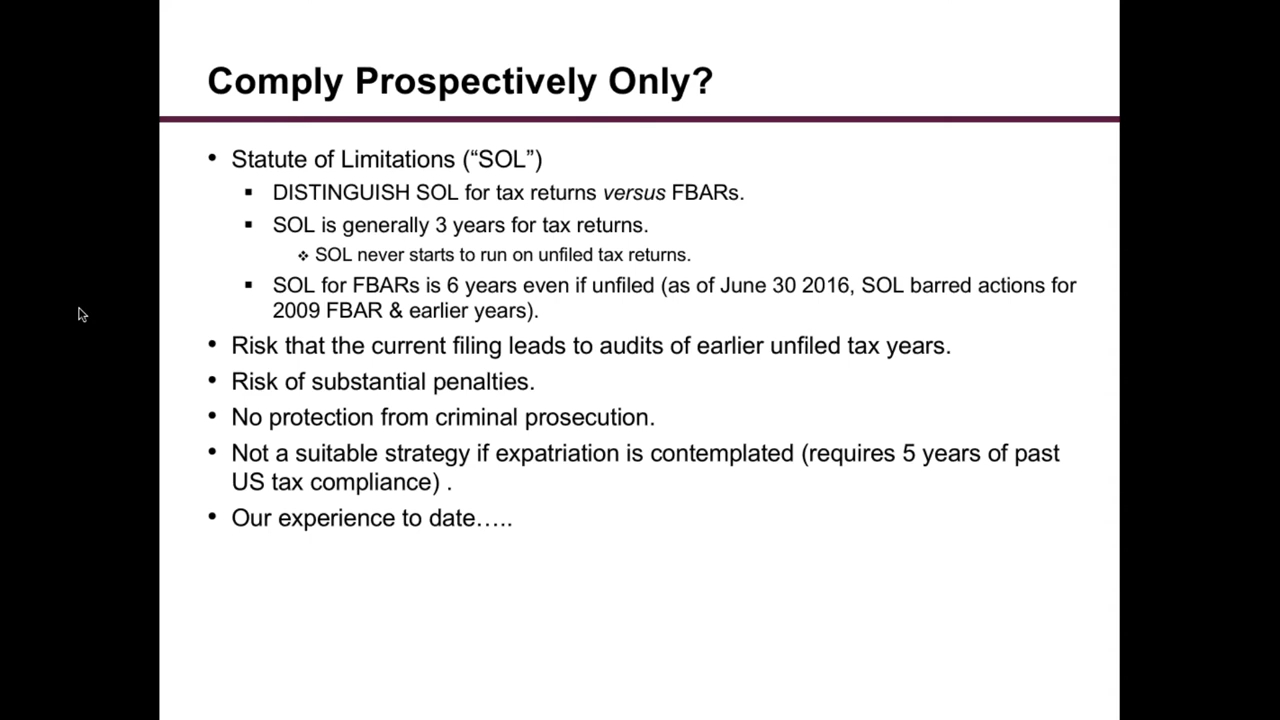 Comply Prospectively Only?
• Statute of Limitations (“SOL”)
▪ DISTINGUISH SOL for tax returns versus FBARs.
▪ SOL is generally 3 years for tax returns.
❖ SOL never starts to run on unfiled tax returns.
▪ SOL for FBARs is 6 years even if unfiled (as of June 30 2016, SOL barred actions for
2009 FBAR & earlier years).
• Risk that the current filing leads to audits of earlier unfiled tax years.
• Risk of substantial penalties.
• No protection from criminal prosecution.
• Not a suitable strategy if expatriation is contemplated (requires 5 years of past
US tax compliance) .
• Our experience to date…..